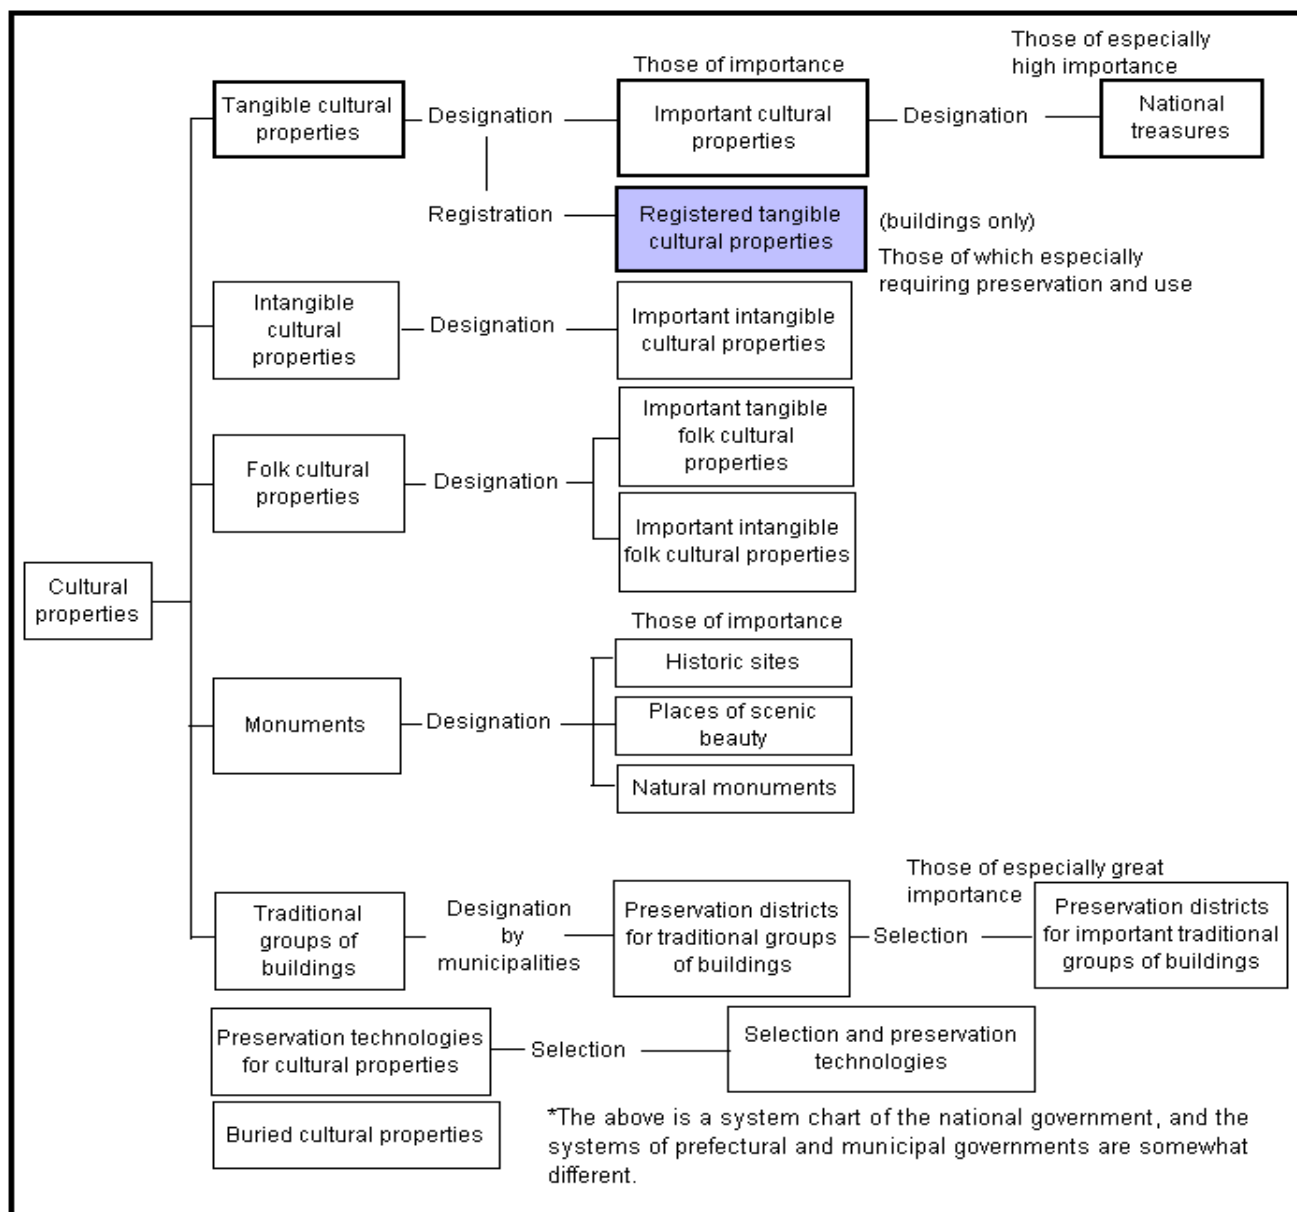 Those of especially
high importance
Those of importance
Tangible cultural
properties
Designation
Important cultural
properties
Designation
National
treasures
Registration
Registered tangible
cultural properties
(buildings only)
Those of which especially
requiring preservation and use
Intangible
cultural
properties
Designation
Important intangible
cultural properties
Important tangible
folk cultural
properties
Folk cultural
properties
Designation
Important intangible
folk cultural properties
Cultural
properties
Those of importance
Historic sites
Monuments
Designation
Places of scenic
beauty
Natural monuments
Those of especially great
importance
Traditional
groups of
buildings
Designation
by
municipalities
Preservation districts
for traditional groups
of buildings
Selection
Preservation districts
for important traditional
groups of buildings
Preservation technologies
for cultural properties
Selection
Selection and preservation
technologies
Buried cultural properties
*The above is a system chart of the national government, and the
systems of prefectural and municipal governments are somewhat
different.